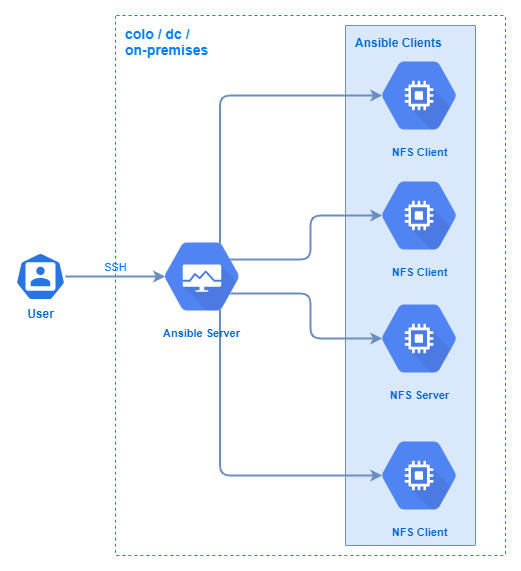 colo / dc /
on-premises
Ansible Clients
NFS Client
NFS Client
SSH
User
Ansible Server
NFS Server
NFS Client